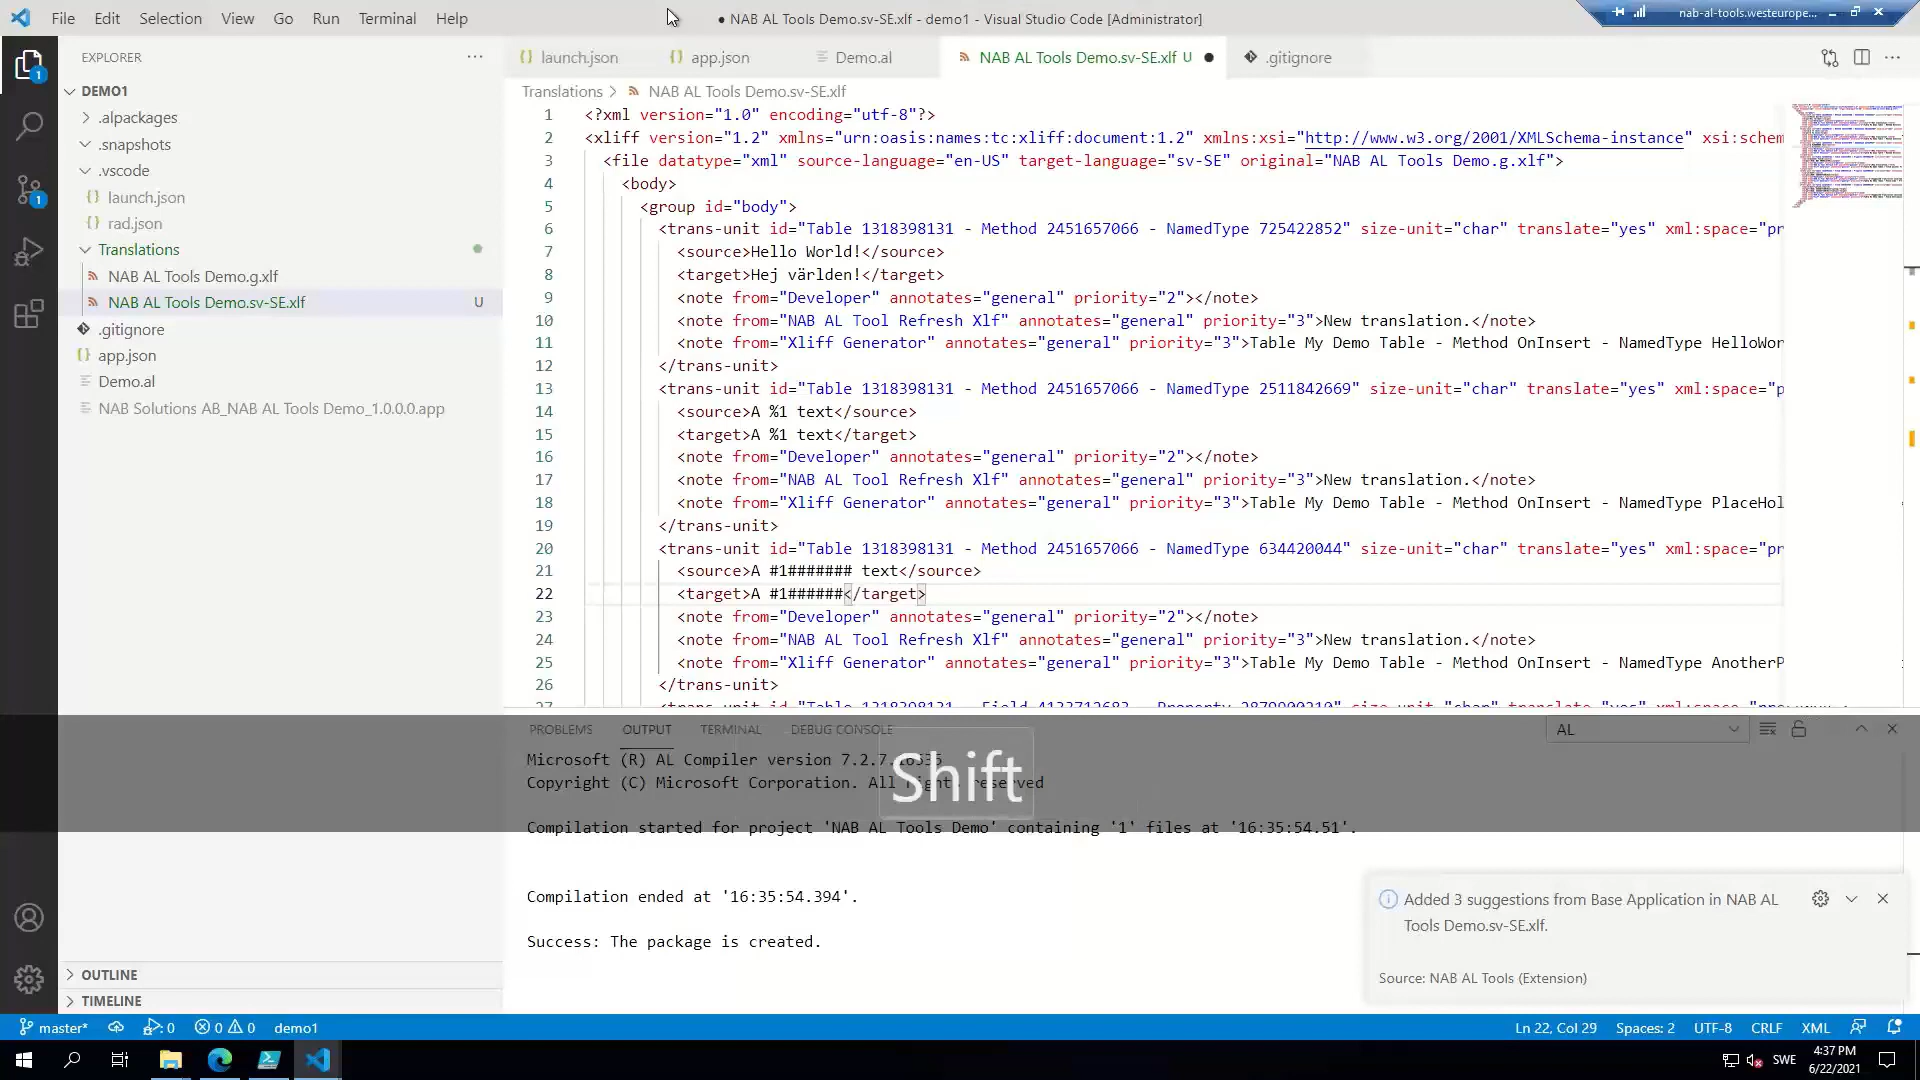 File Edit Selection View Go Run Terminal Help
● NAB AL Tools Demo.sv-SE.xlf - demo1 - Visual Studio Code [Administrator]
nab-al-tools.westeurope...
EXPLORER
DEMO1
.alpackages
.snapshots
.vscode
launch.json
rad.json
Translations
NAB AL Tools Demo.g.xlf
NAB AL Tools Demo.sv-SE.xlf U
.gitignore
app.json
Demo.al
NAB Solutions AB_NAB AL Tools Demo_1.0.0.0.app
OUTLINE
TIMELINE
launch.json app.json Demo.al NAB AL Tools Demo.sv-SE.xlf U .gitignore
Translations > NAB AL Tools Demo.sv-SE.xlf
1 <?xml version="1.0" encoding="utf-8"?>
2 <xliff version="1.2" xmlns="urn:oasis:names:tc:xliff:document:1.2" xmlns:xsi="http://www.w3.org/2001/XMLSchema-instance" xsi:schem
3 <file datatype="xml" source-language="en-US" target-language="sv-SE" original="NAB AL Tools Demo.g.xlf">
4 <body>
5 <group id="body">
6 <trans-unit id="Table 1318398131 - Method 2451657066 - NamedType 725422852" size-unit="char" translate="yes" xml:space="pr
7 <source>Hello World!</source>
8 <target>Hej världen!</target>
9 <note from="Developer" annotates="general" priority="2"></note>
10 <note from="NAB AL Tool Refresh Xlf" annotates="general" priority="3">New translation.</note>
11 <note from="Xliff Generator" annotates="general" priority="3">Table My Demo Table - Method OnInsert - NamedType HelloWor
12 </trans-unit>
13 <trans-unit id="Table 1318398131 - Method 2451657066 - NamedType 2511842669" size-unit="char" translate="yes" xml:space="p
14 <source>A %1 text</source>
15 <target>A %1 text</target>
16 <note from="Developer" annotates="general" priority="2"></note>
17 <note from="NAB AL Tool Refresh Xlf" annotates="general" priority="3">New translation.</note>
18 <note from="Xliff Generator" annotates="general" priority="3">Table My Demo Table - Method OnInsert - NamedType PlaceHol
19 </trans-unit>
20 <trans-unit id="Table 1318398131 - Method 2451657066 - NamedType 634420044" size-unit="char" translate="yes" xml:space="pr
21 <source>A #1####### text</source>
22 <target>A #1######</target>
23 <note from="Developer" annotates="general" priority="2"></note>
24 <note from="NAB AL Tool Refresh Xlf" annotates="general" priority="3">New translation.</note>
25 <note from="Xliff Generator" annotates="general" priority="3">Table My Demo Table - Method OnInsert - NamedType AnotherP
26 </trans-unit>
27 <trans-unit id="Table 1318398131 - Field 4133712683 - Property 2879900210" size-unit="char" translate="yes"
PROBLEMS OUTPUT TERMINAL DEBUG CONSOLE AL
Microsoft (R) AL Compiler version 7.2.7.
Copyright (C) Microsoft Corporation. All rights reserved
Shift
Compilation started for project 'NAB AL Tools Demo' containing '1' files at '16:35:54.51'.
Compilation ended at '16:35:54.394'.
Success: The package is created.
Added 3 suggestions from Base Application in NAB AL
Tools Demo.sv-SE.xlf.
Source: NAB AL Tools (Extension)
master* 0 0 0 demo1 Ln 22, Col 29 Spaces: 2 UTF-8 CRLF XML
SWE 4:37 PM
6/22/2021